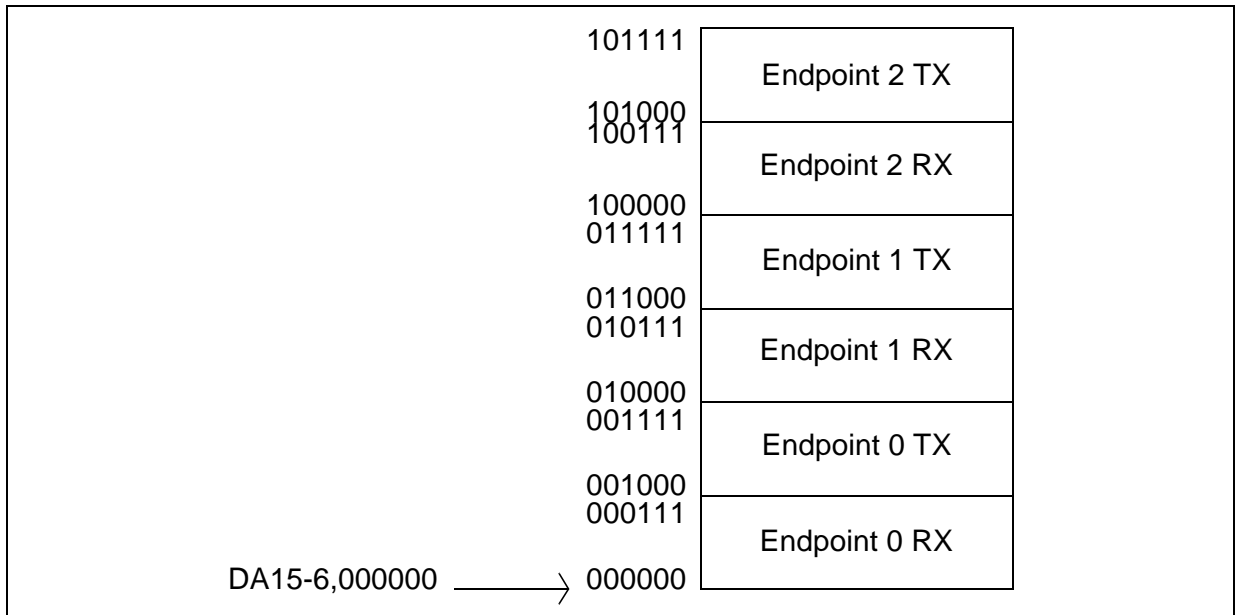 101111
Endpoint 2 TX
101000
100111
Endpoint 2 RX
100000
011111
Endpoint 1 TX
011000
010111
Endpoint 1 RX
010000
001111
Endpoint 0 TX
001000
000111
Endpoint 0 RX
DA15-6,000000 000000